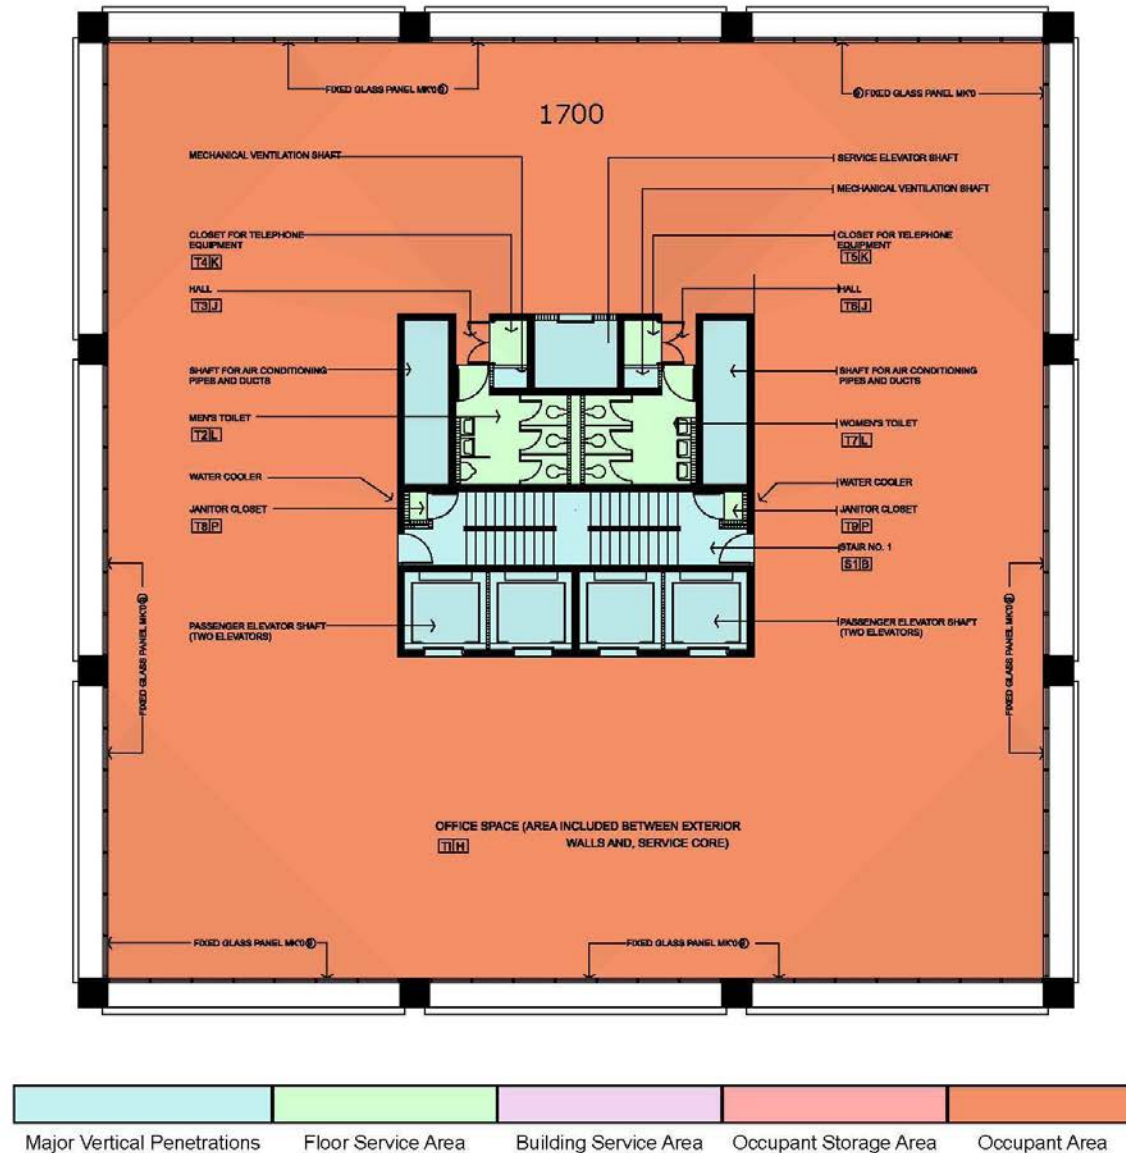 FIXED GLASS PANEL MK'0
FIXED GLASS PANEL MK'0
1700
MECHANICAL VENTILATION SHAFT
SERVICE ELEVATOR SHAFT
MECHANICAL VENTILATION SHAFT
CLOSET FOR TELEPHONE
EQUIPMENT
T4 K
CLOSET FOR TELEPHONE
EQUIPMENT
T5 K
HALL
T3 J
HALL
T6 J
SHAFT FOR AIR CONDITIONING
PIPES AND DUCTS
SHAFT FOR AIR CONDITIONING
PIPES AND DUCTS
MEN'S TOILET
T2 L
WOMEN'S TOILET
T7 L
WATER COOLER
WATER COOLER
JANITOR CLOSET
T8 P
JANITOR CLOSET
T9 P
STAIR NO. 1
S1 B
FIXED GLASS PANEL MK'0
FIXED GLASS PANEL MK'0
PASSENGER ELEVATOR SHAFT
(TWO ELEVATORS)
PASSENGER ELEVATOR SHAFT
(TWO ELEVATORS)
OFFICE SPACE (AREA INCLUDED BETWEEN EXTERIOR
WALLS AND, SERVICE CORE)
T1 H
FIXED GLASS PANEL MK'0
FIXED GLASS PANEL MK'0
Major Vertical Penetrations
Floor Service Area
Building Service Area
Occupant Storage Area
Occupant Area